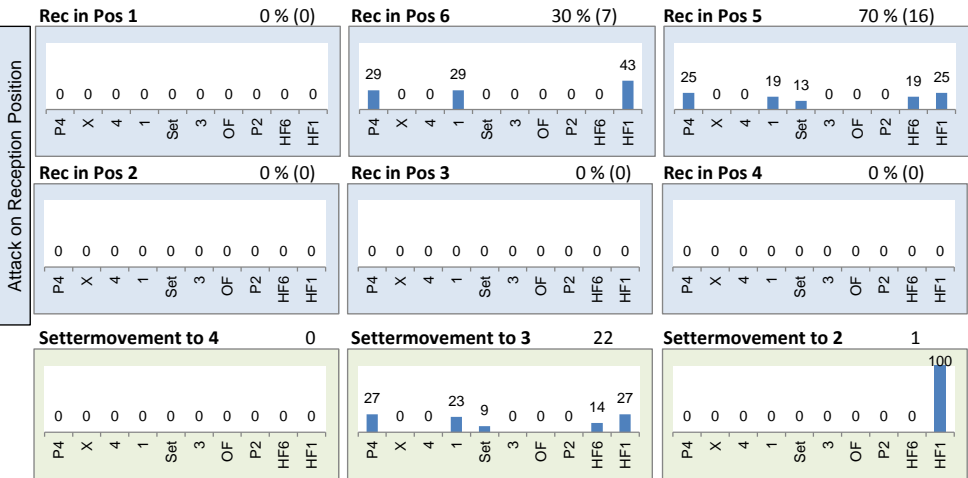 Attack on Reception Position
Rec in Pos 1 0 % (0)
0 0 0 0 0 0 0 0 0 0
P4 X 4 1 Set 3 OF P2 HF6 HF1
Rec in Pos 6 30 % (7)
29 0 0 29 0 0 0 0 0 43
P4 X 4 1 Set 3 OF P2 HF6 HF1
Rec in Pos 5 70 % (16)
25 0 0 19 13 0 0 0 19 25
P4 X 4 1 Set 3 OF P2 HF6 HF1
Rec in Pos 2 0 % (0)
0 0 0 0 0 0 0 0 0 0
P4 X 4 1 Set 3 OF P2 HF6 HF1
Rec in Pos 3 0 % (0)
0 0 0 0 0 0 0 0 0 0
P4 X 4 1 Set 3 OF P2 HF6 HF1
Rec in Pos 4 0 % (0)
0 0 0 0 0 0 0 0 0 0
P4 X 4 1 Set 3 OF P2 HF6 HF1
Settermovement to 4 0
0 0 0 0 0 0 0 0 0 0
P4 X 4 1 Set 3 OF P2 HF6 HF1
Settermovement to 3 22
27 0 0 23 9 0 0 0 14 27
P4 X 4 1 Set 3 OF P2 HF6 HF1
Settermovement to 2 1
0 0 0 0 0 0 0 0 0 100
P4 X 4 1 Set 3 OF P2 HF6 HF1